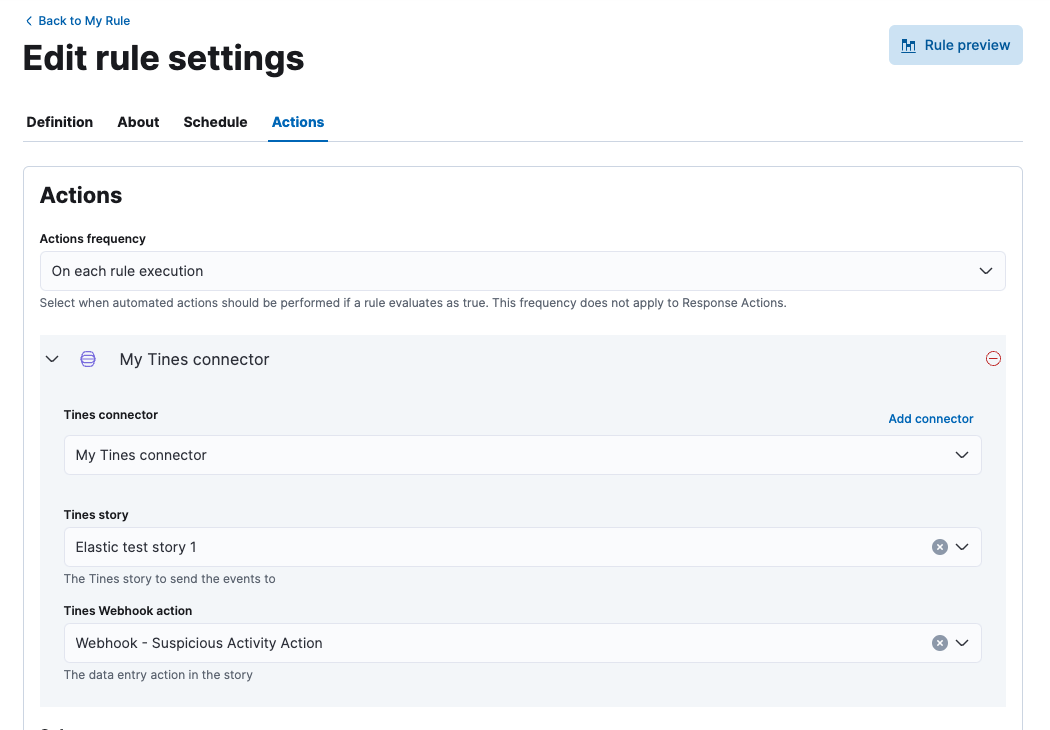 Back to My Rule
Edit rule settings
Rule preview
Definition About Schedule Actions
Actions
Actions frequency
On each rule execution
Select when automated actions should be performed if a rule evaluates as true. This frequency does not apply to Response Actions.
My Tines connector
Tines connector
Add connector
My Tines connector
Tines story
Elastic test story 1
The Tines story to send the events to
Tines Webhook action
Webhook - Suspicious Activity Action
The data entry action in the story